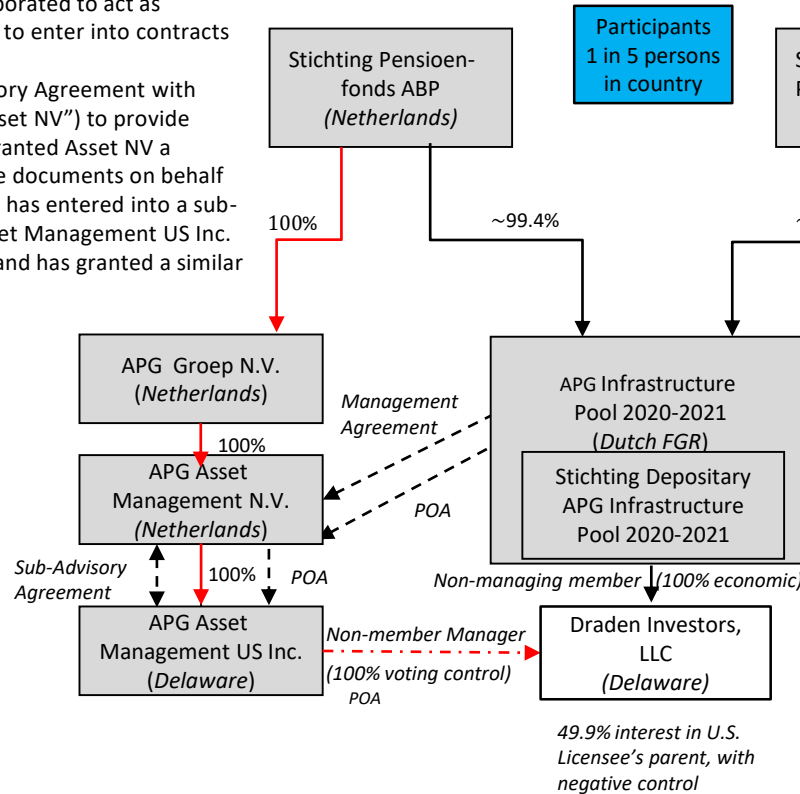 porated to act as
to enter into contracts
ory Agreement with
set NV”) to provide
ranted Asset NV a
e documents on behalf
has entered into a sub-
et Management US Inc.
and has granted a similar
Stichting Pensioen-
fonds ABP
(Netherlands)
Participants
1 in 5 persons
in country
100%
~99.4%
~
APG  Groep N.V.
(Netherlands)
100%
Management
Agreement
APG Infrastructure
Pool 2020-2021
(Dutch FGR)
APG Asset
Management N.V.
(Netherlands)
POA
Stichting Depositary
APG Infrastructure
Pool 2020-2021
Sub-Advisory
Agreement
100%
POA
Non-managing member (100% economic)
APG Asset
Management US Inc.
(Delaware)
Non-member Manager
(100% voting control)
POA
Draden Investors,
LLC
(Delaware)
49.9% interest in U.S.
Licensee’s parent, with
negative control